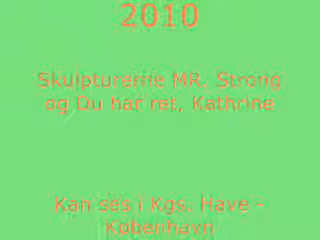 2010
Skulpturerne MR. Strong
og Du har ret, Kathrine
Kan ses i Kgs. Have -
København